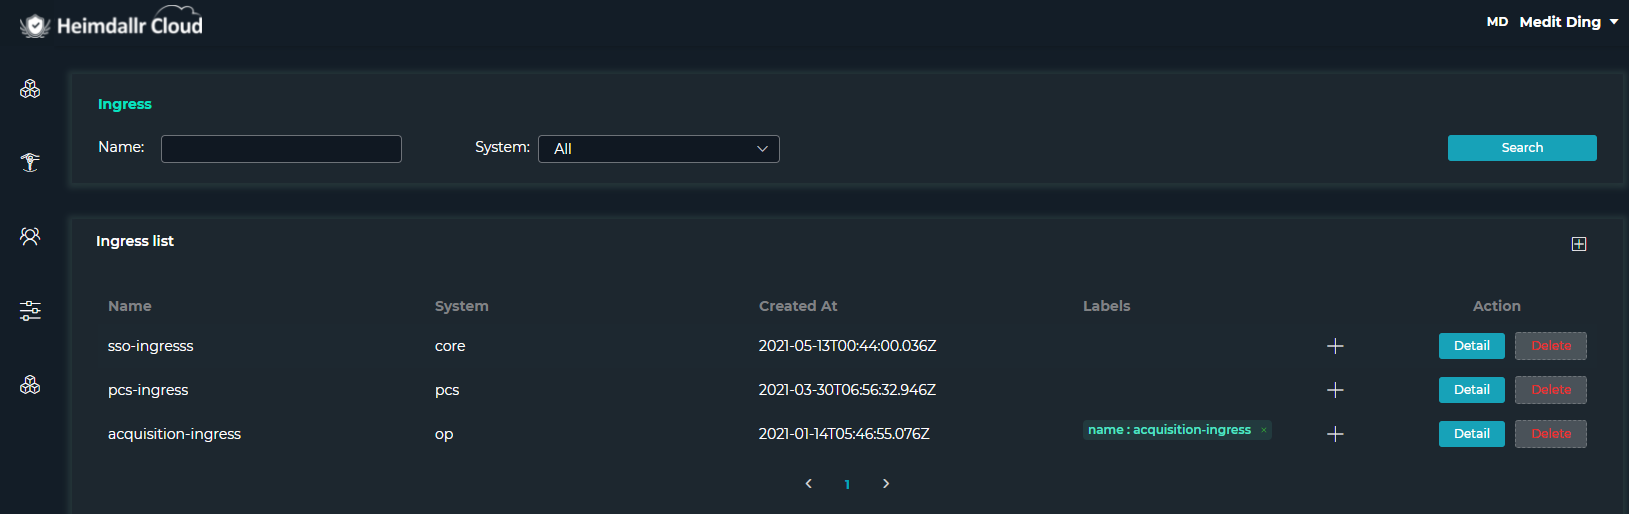 Heimdallr Cloud
MD Medit Ding
Ingress
Name: System: All Search
Ingress list
Name System Created At Labels Action
sso-ingresss core 2021-05-13T00:44:00.036Z Detail Delete
pcs-ingress pcs 2021-03-30T06:56:32.946Z Detail Delete
acquisition-ingress op 2021-01-14T05:46:55.076Z name : acquisition-ingress × Detail Delete
< 1 >